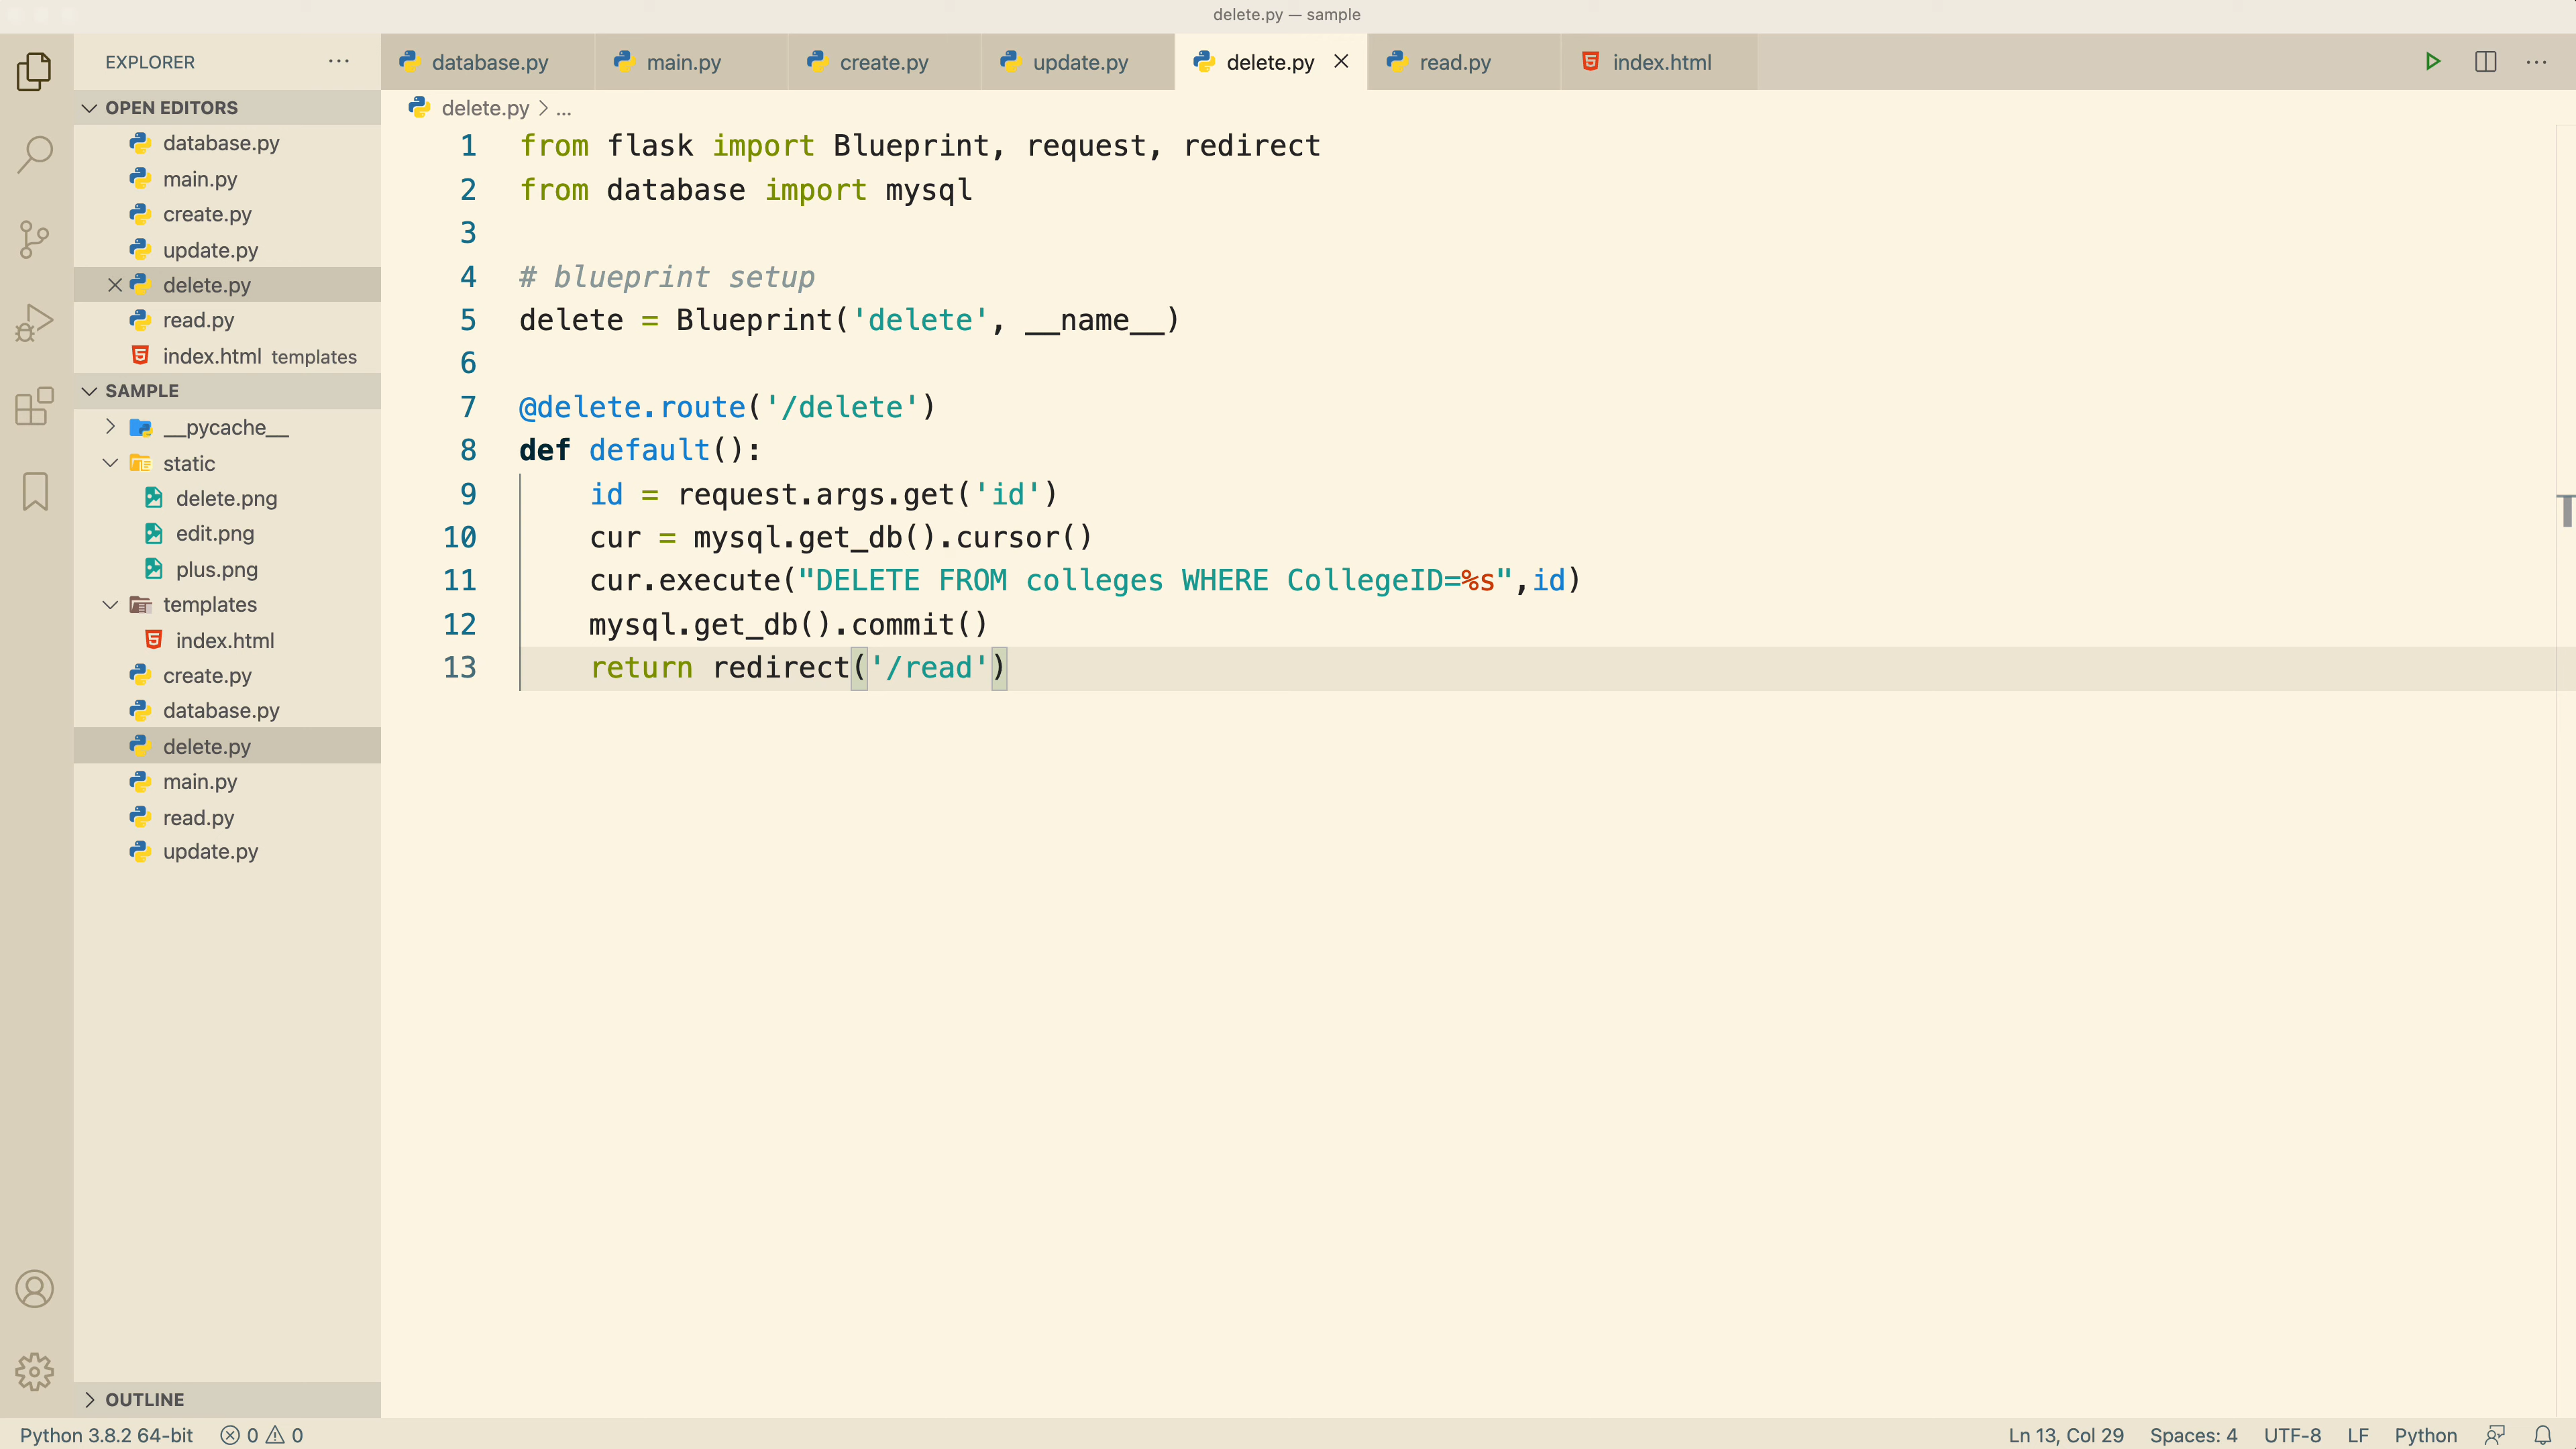 delete.py — sample
EXPLORER
OPEN EDITORS
database.py
main.py
create.py
update.py
delete.py
read.py
index.html templates
SAMPLE
__pycache__
static
delete.png
edit.png
plus.png
templates
index.html
create.py
database.py
delete.py
main.py
read.py
update.py
OUTLINE
database.py main.py create.py update.py delete.py read.py index.html
delete.py > ...
1 from flask import Blueprint, request, redirect
2 from database import mysql
3
4 # blueprint setup
5 delete = Blueprint('delete', __name__)
6
7 @delete.route('/delete')
8 def default():
9     id = request.args.get('id')
10     cur = mysql.get_db().cursor()
11     cur.execute("DELETE FROM colleges WHERE CollegeID=%s",id)
12     mysql.get_db().commit()
13     return redirect('/read')
Python 3.8.2 64-bit 0 0 Ln 13, Col 29 Spaces: 4 UTF-8 LF Python